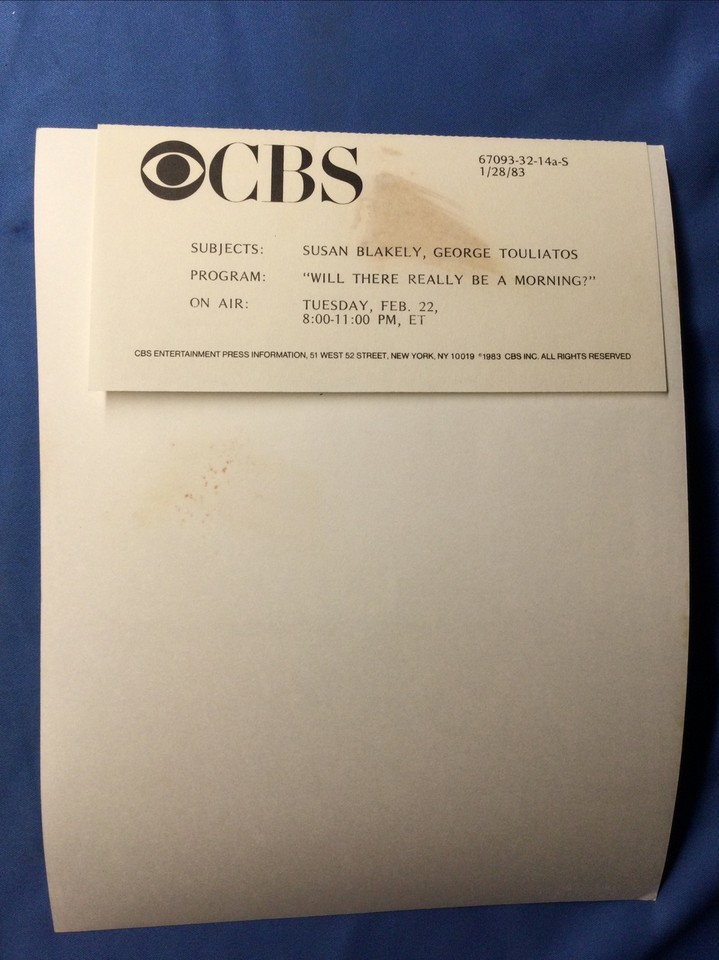 CBS
67093-32-14a-S
1/28/83
SUBJECTS: SUSAN BLAKELY, GEORGE TOULIATOS
PROGRAM: "WILL THERE REALLY BE A MORNING?"
ON AIR: TUESDAY, FEB. 22,
8:00-11:00 PM, ET
CBS ENTERTAINMENT PRESS INFORMATION, 51 WEST 52 STREET, NEW YORK, NY 10019 ©1983 CBS INC. ALL RIGHTS RESERVED